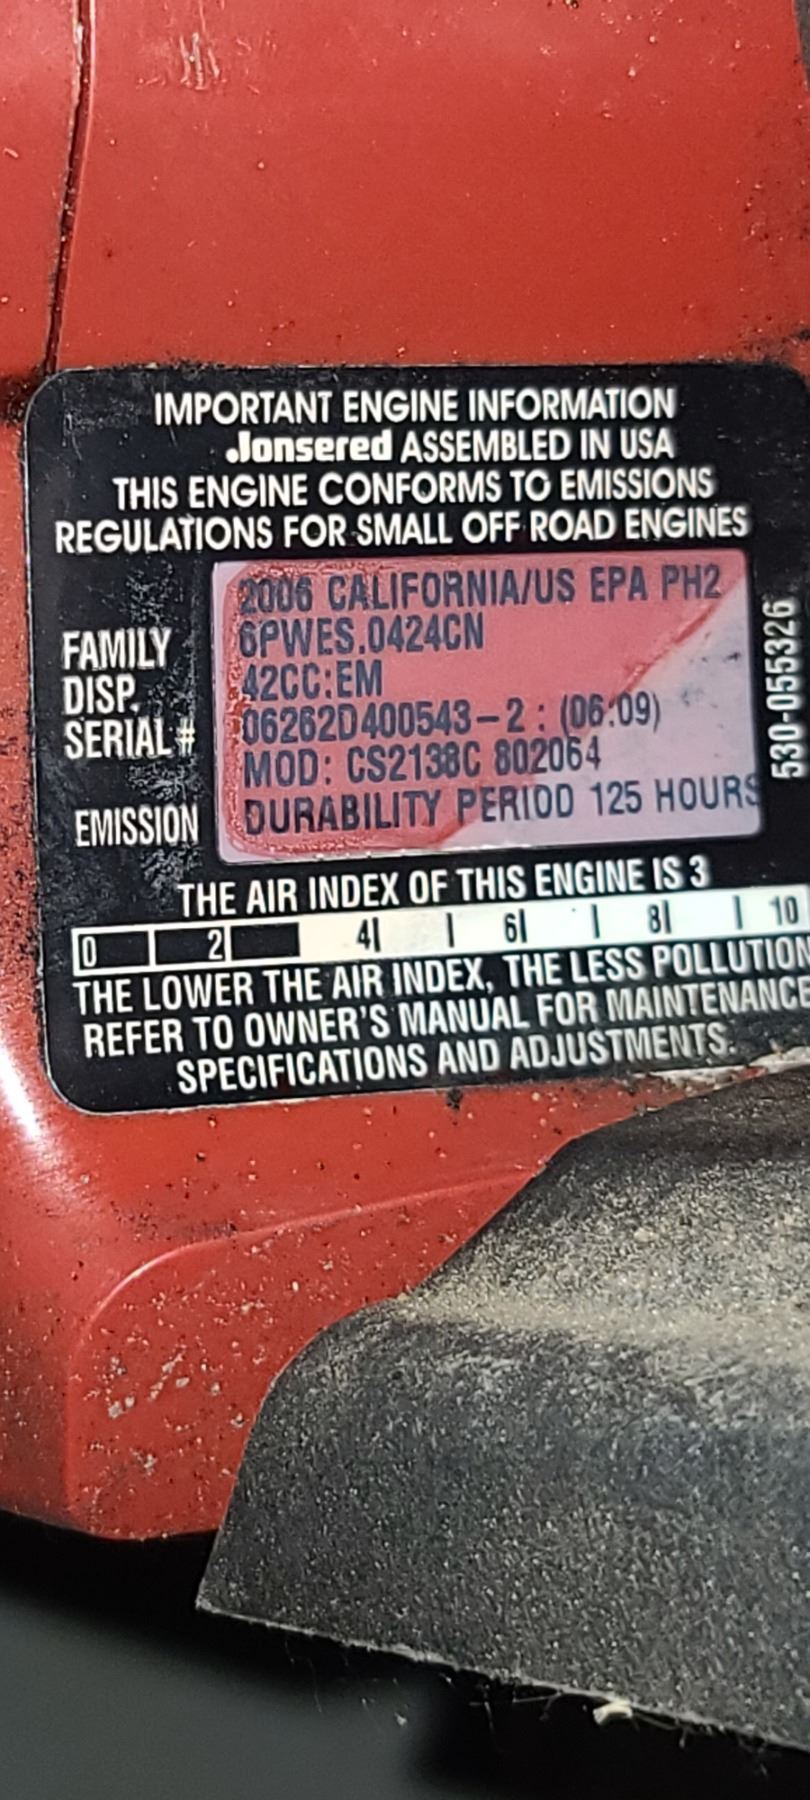 IMPORTANT ENGINE INFORMATION
Jonsered ASSEMBLED IN USA
THIS ENGINE CONFORMS TO EMISSIONS
REGULATIONS FOR SMALL OFF ROAD ENGINES
2006 CALIFORNIA/US EPA PH2
FAMILY 6PWES.0424CN
DISP. 42CC:EM
SERIAL# 06262D400543-2 : (06:09)
MOD: CS2138C 802064
EMISSION DURABILITY PERIOD 125 HOURS
530-055326
THE AIR INDEX OF THIS ENGINE IS 3
0 2 4 6 8 10
THE LOWER THE AIR INDEX, THE LESS POLLUTION
REFER TO OWNER'S MANUAL FOR MAINTENANCE
SPECIFICATIONS AND ADJUSTMENTS.